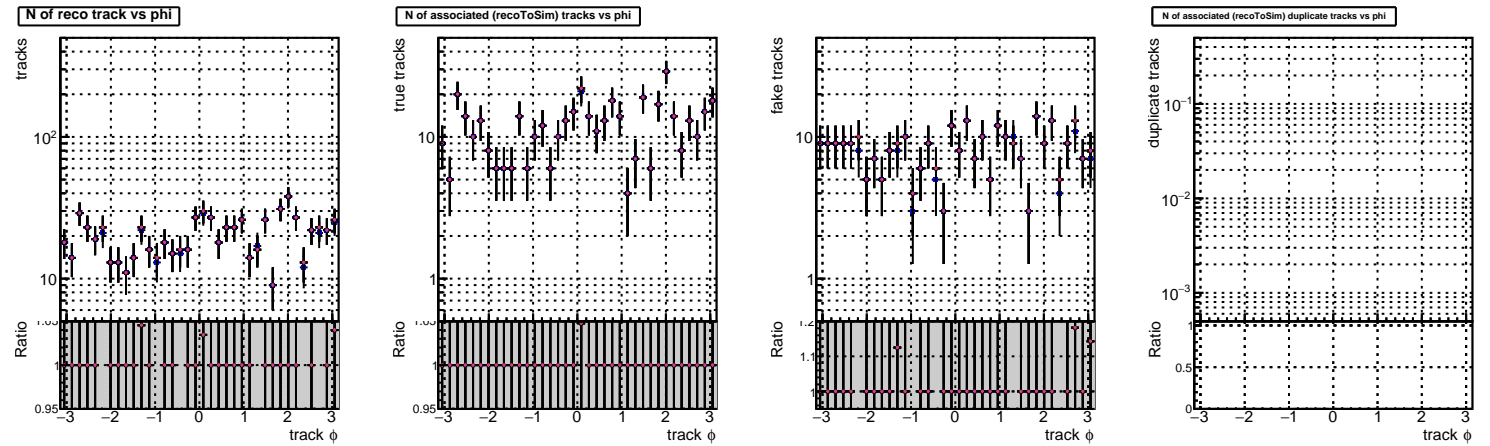 N of reco track vs phi
tracks
10²
10
Ratio
1.05
1
0.95
−3 −2 −1 0 1 2 3
track ϕ
N of associated (recoToSim) tracks vs phi
true tracks
10
1
Ratio
1.05
1
0.95
−3 −2 −1 0 1 2 3
track ϕ
fake tracks
10
1
Ratio
1.2
1.1
1
−3 −2 −1 0 1 2 3
track ϕ
N of associated (recoToSim) duplicate tracks vs phi
duplicate tracks
10⁻¹
10⁻²
10⁻³
Ratio
1
0.5
0
−3 −2 −1 0 1 2 3
track ϕ